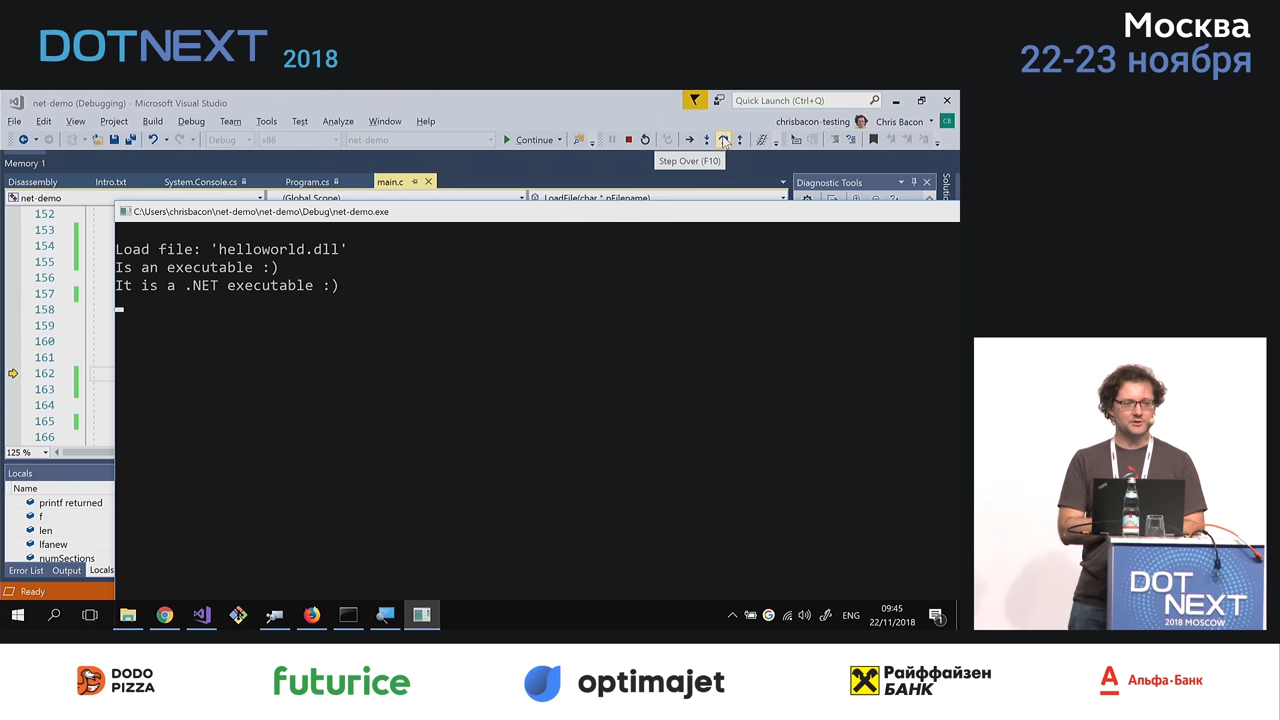 DOTNEXT 2018
Москва
22-23 ноября
net-demo (Debugging) - Microsoft Visual Studio
Quick Launch (Ctrl+Q)
File Edit View Project Build Debug Team Tools Test Analyze Window Help
chrisbacon-testing Chris Bacon CB
Debug x86 net-demo Continue
Step Over (F10)
Memory 1
Disassembly Intro.txt System.Console.cs Program.cs main.c Diagnostic Tools
net-demo (Global Scope) LoadFile(char * pFilename)
C:\Users\chrisbacon\net-demo\net-demo\Debug\net-demo.exe
152
153
154
155
156
157
158
159
160
161
162
163
164
165
166
Load file: 'helloworld.dll'
Is an executable :)
It is a .NET executable :)
125 %
Locals
Name
printf returned
f
len
lfanew
numSections
Error List Output Locals
Ready
ENG
09:45
22/11/2018
1
DOT
NEXT
2018 MOSCOW
DODO
PIZZA
futurice
optimajet
Райффайзен
БАНК
Альфа·Банк